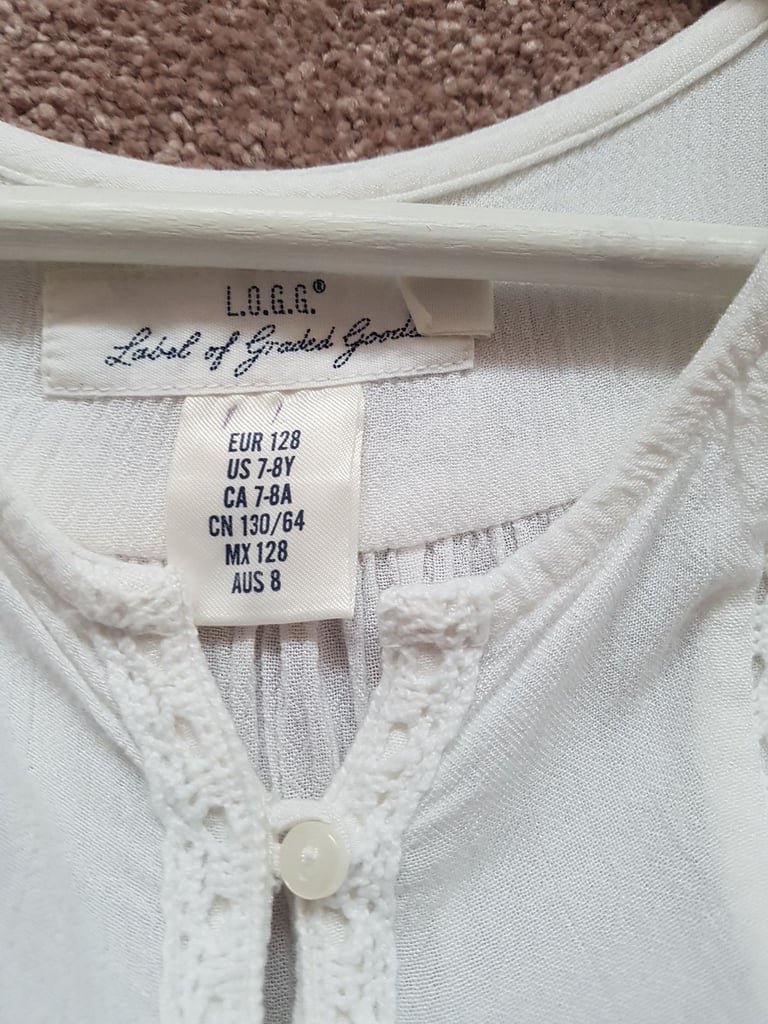 L.O.G.G.®
Label of Graded Goods
EUR 128
US 7-8Y
CA 7-8A
CN 130/64
MX 128
AUS 8